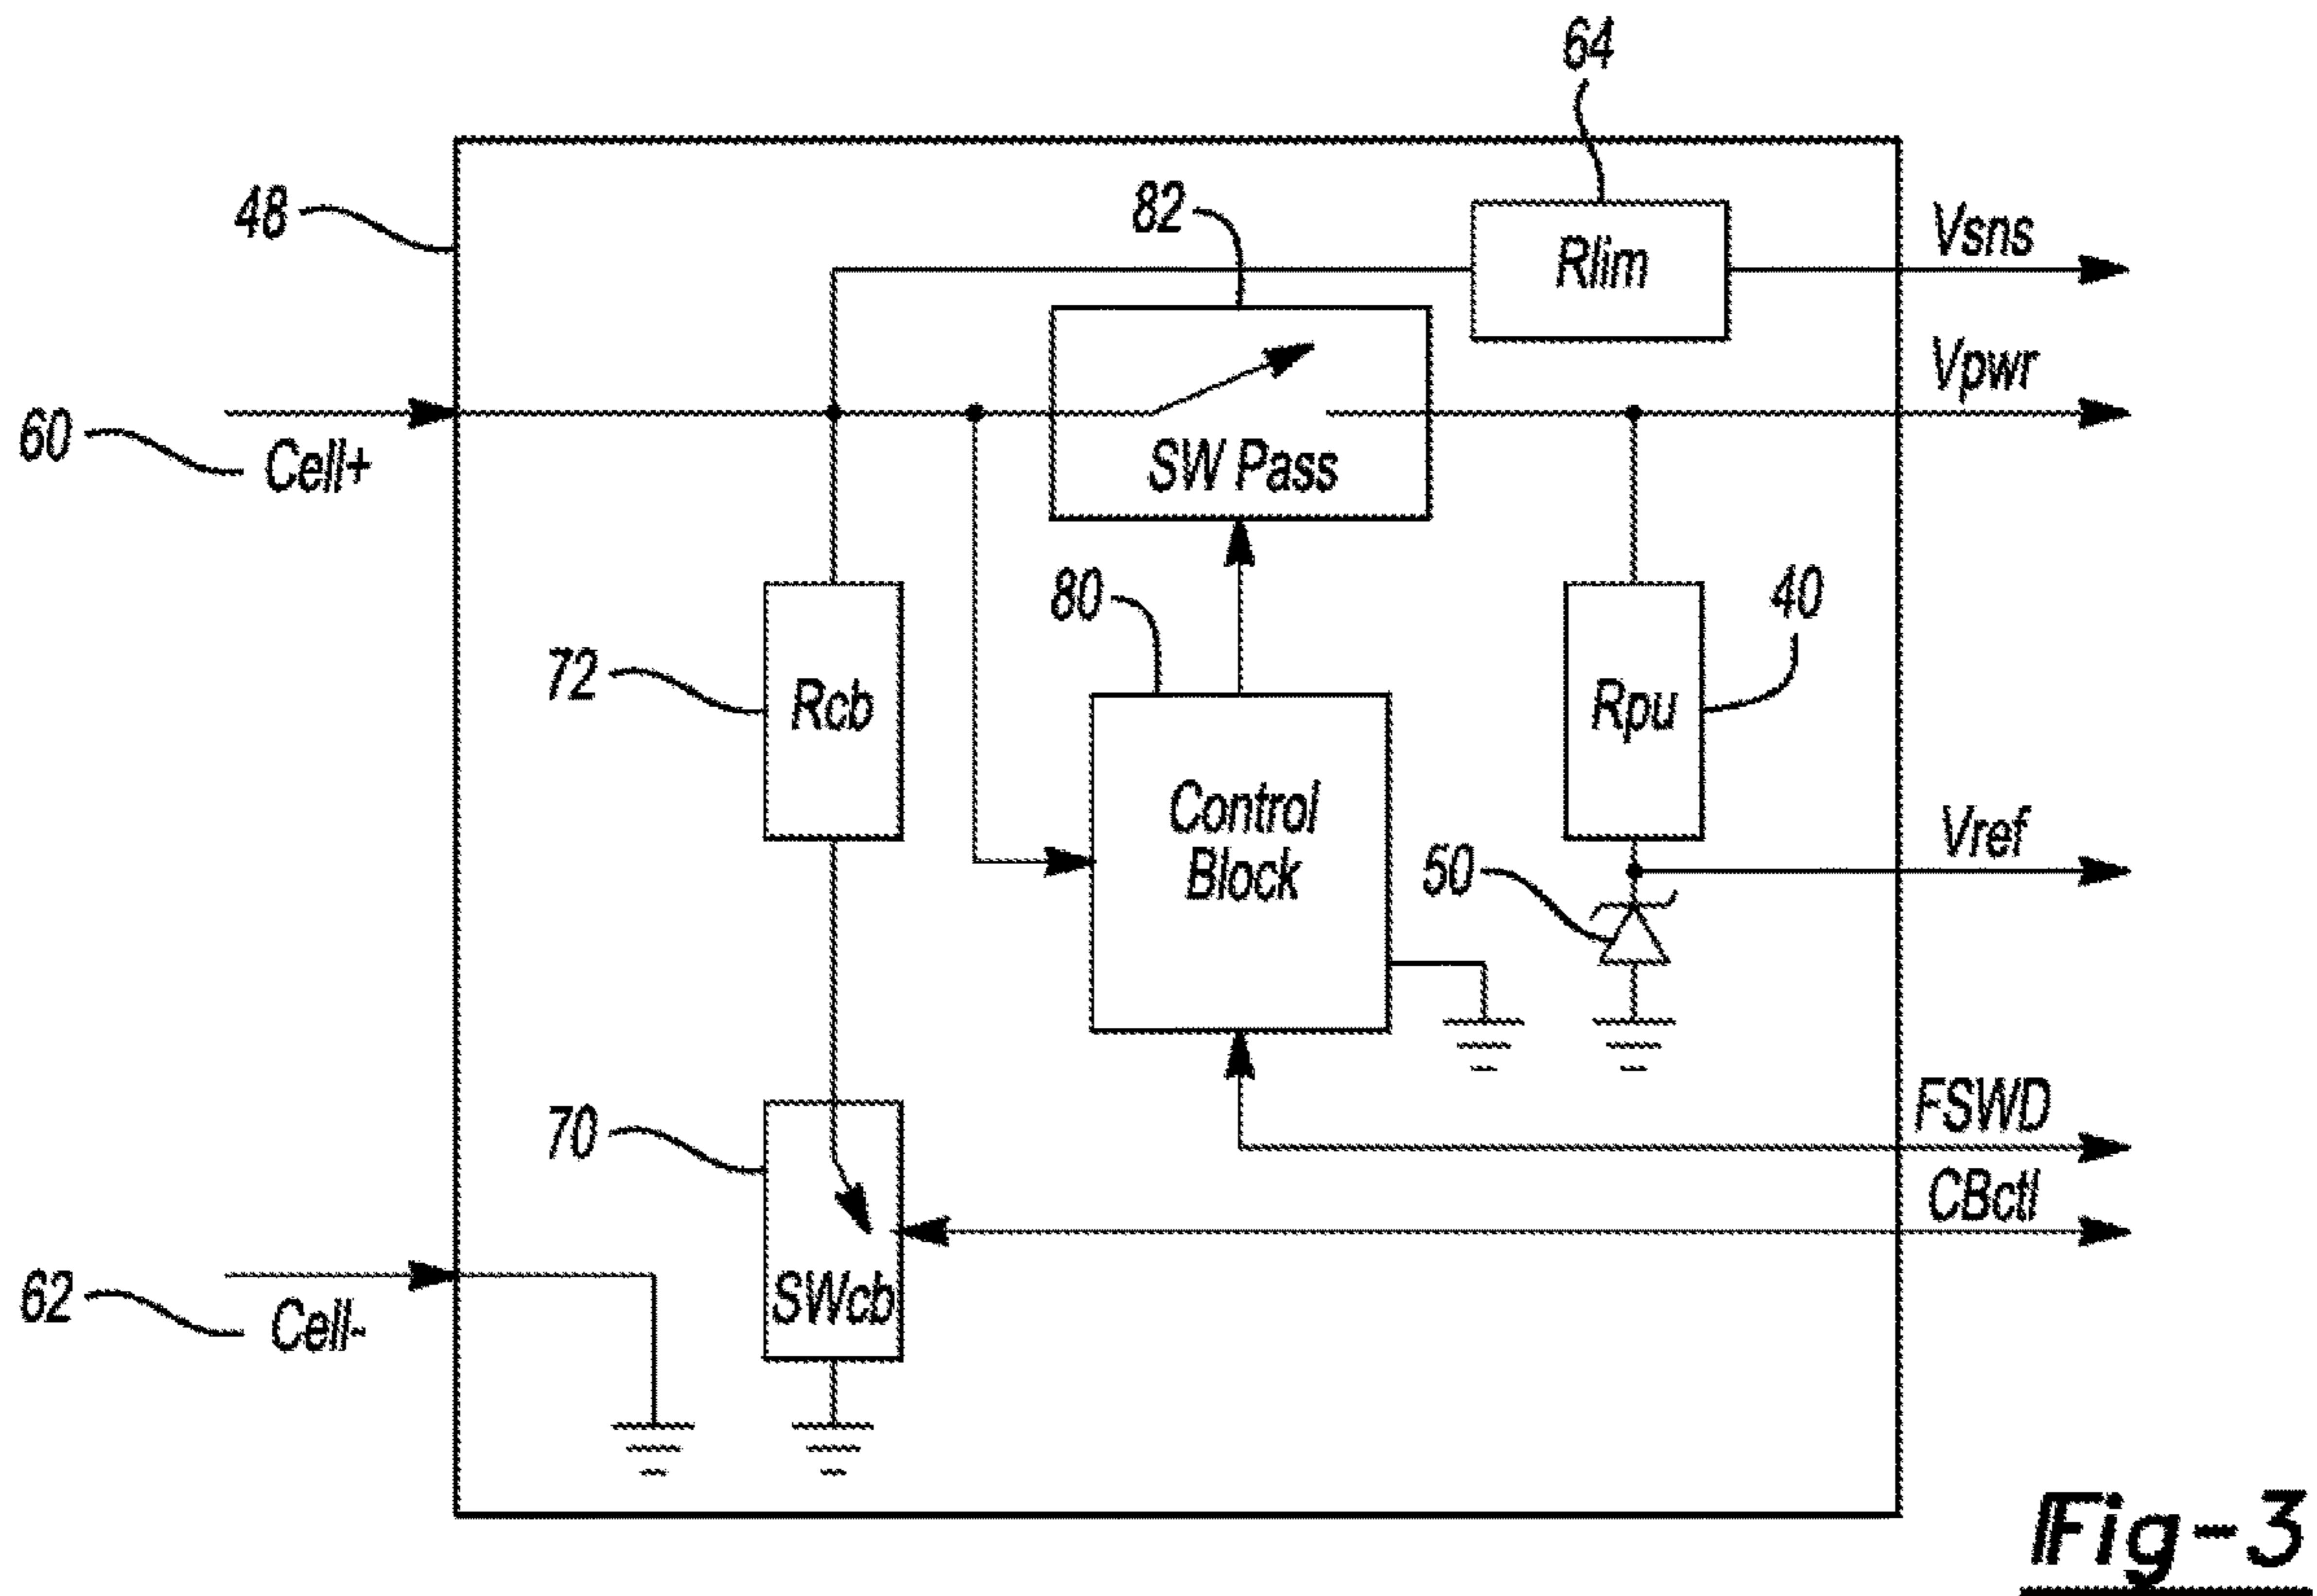 64
48
82
Rlim
Vsns
60
Cell+
SW Pass
Vpwr
72
Rcb
80
Control
Block
Rpu
40
50
Vref
70
SWcb
FSWD
CBctl
62
Cell-
Fig-3